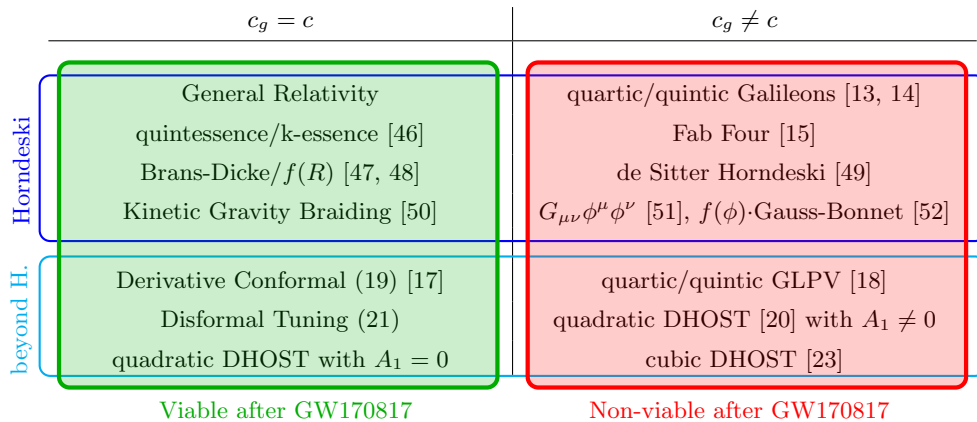 c_g = c c_g ≠ c
Horndeski
General Relativity quartic/quintic Galileons [13, 14]
quintessence/k-essence [46] Fab Four [15]
Brans-Dicke/f(R) [47, 48] de Sitter Horndeski [49]
Kinetic Gravity Braiding [50] G_{μν}ϕ^μϕ^ν [51], f(ϕ)·Gauss-Bonnet [52]
beyond H.
Derivative Conformal (19) [17] quartic/quintic GLPV [18]
Disformal Tuning (21) quadratic DHOST [20] with A_1 ≠ 0
quadratic DHOST with A_1 = 0 cubic DHOST [23]
Viable after GW170817 Non-viable after GW170817